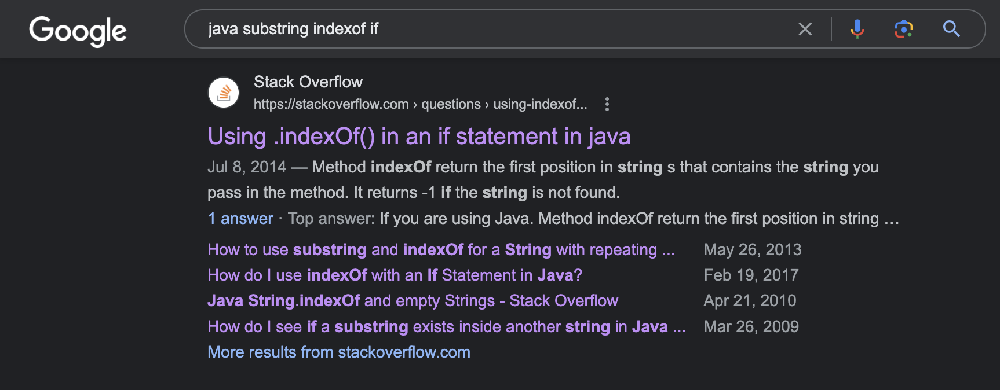 Google
java substring indexof if
Stack Overflow
https://stackoverflow.com › questions › using-indexof...
Using .indexOf() in an if statement in java
Jul 8, 2014 — Method indexOf return the first position in string s that contains the string you
pass in the method. It returns -1 if the string is not found.
1 answer · Top answer: If you are using Java. Method indexOf return the first position in string ...
How to use substring and indexOf for a String with repeating ... May 26, 2013
How do I use indexOf with an If Statement in Java? Feb 19, 2017
Java String.indexOf and empty Strings - Stack Overflow Apr 21, 2010
How do I see if a substring exists inside another string in Java ... Mar 26, 2009
More results from stackoverflow.com